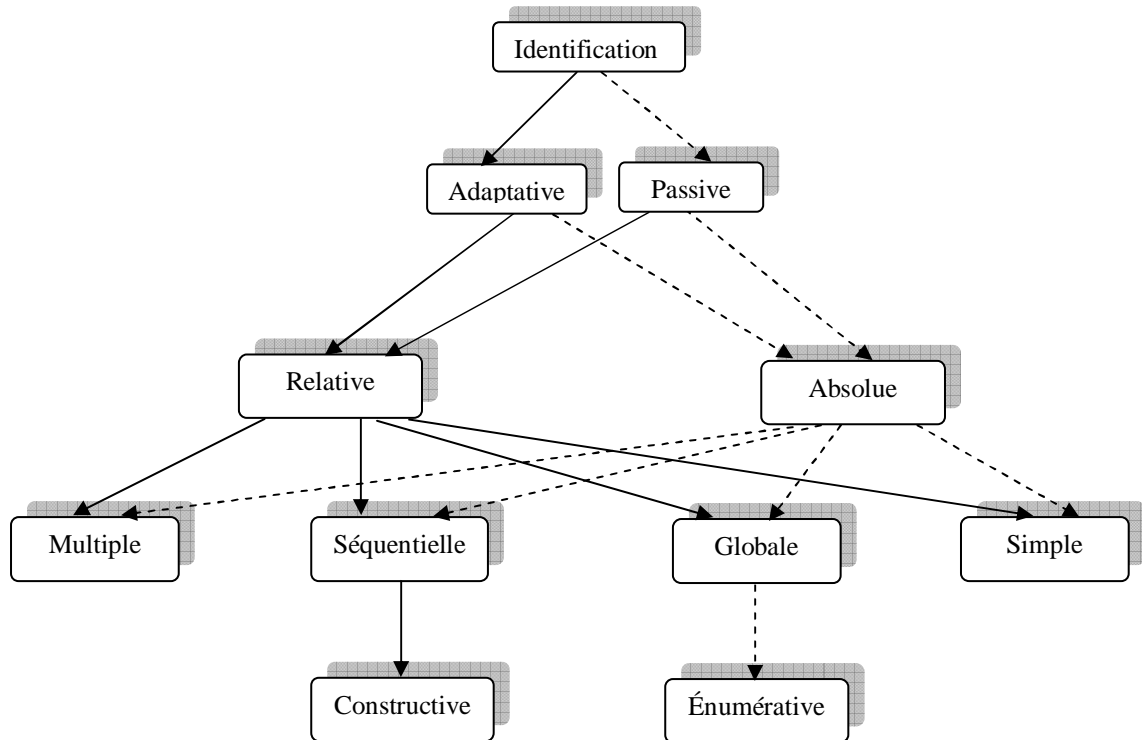 Identification
Adaptative
Passive
Relative
Absolue
Multiple
Séquentielle
Globale
Simple
Constructive
Énumérative